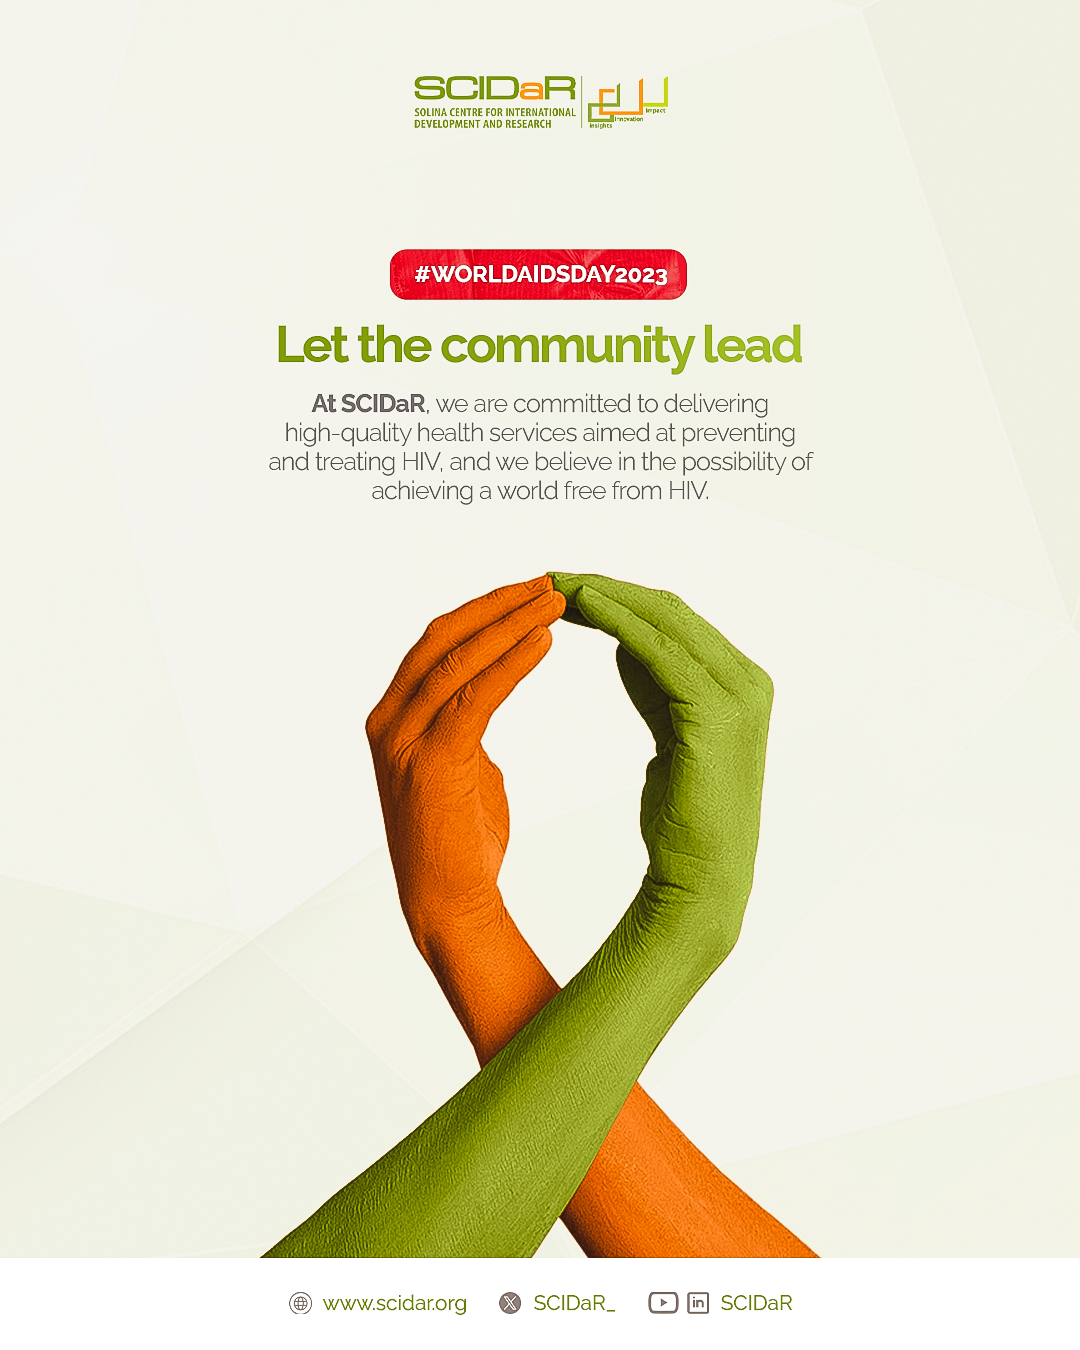 SCIDaR
SOLINA CENTRE FOR INTERNATIONAL
DEVELOPMENT AND RESEARCH
Insights
Innovation
Impact
#WORLDAIDSDAY2023
Let the community lead
At SCIDaR, we are committed to delivering
high-quality health services aimed at preventing
and treating HIV, and we believe in the possibility of
achieving a world free from HIV.
www.scidar.org
SCIDaR_
in
SCIDaR